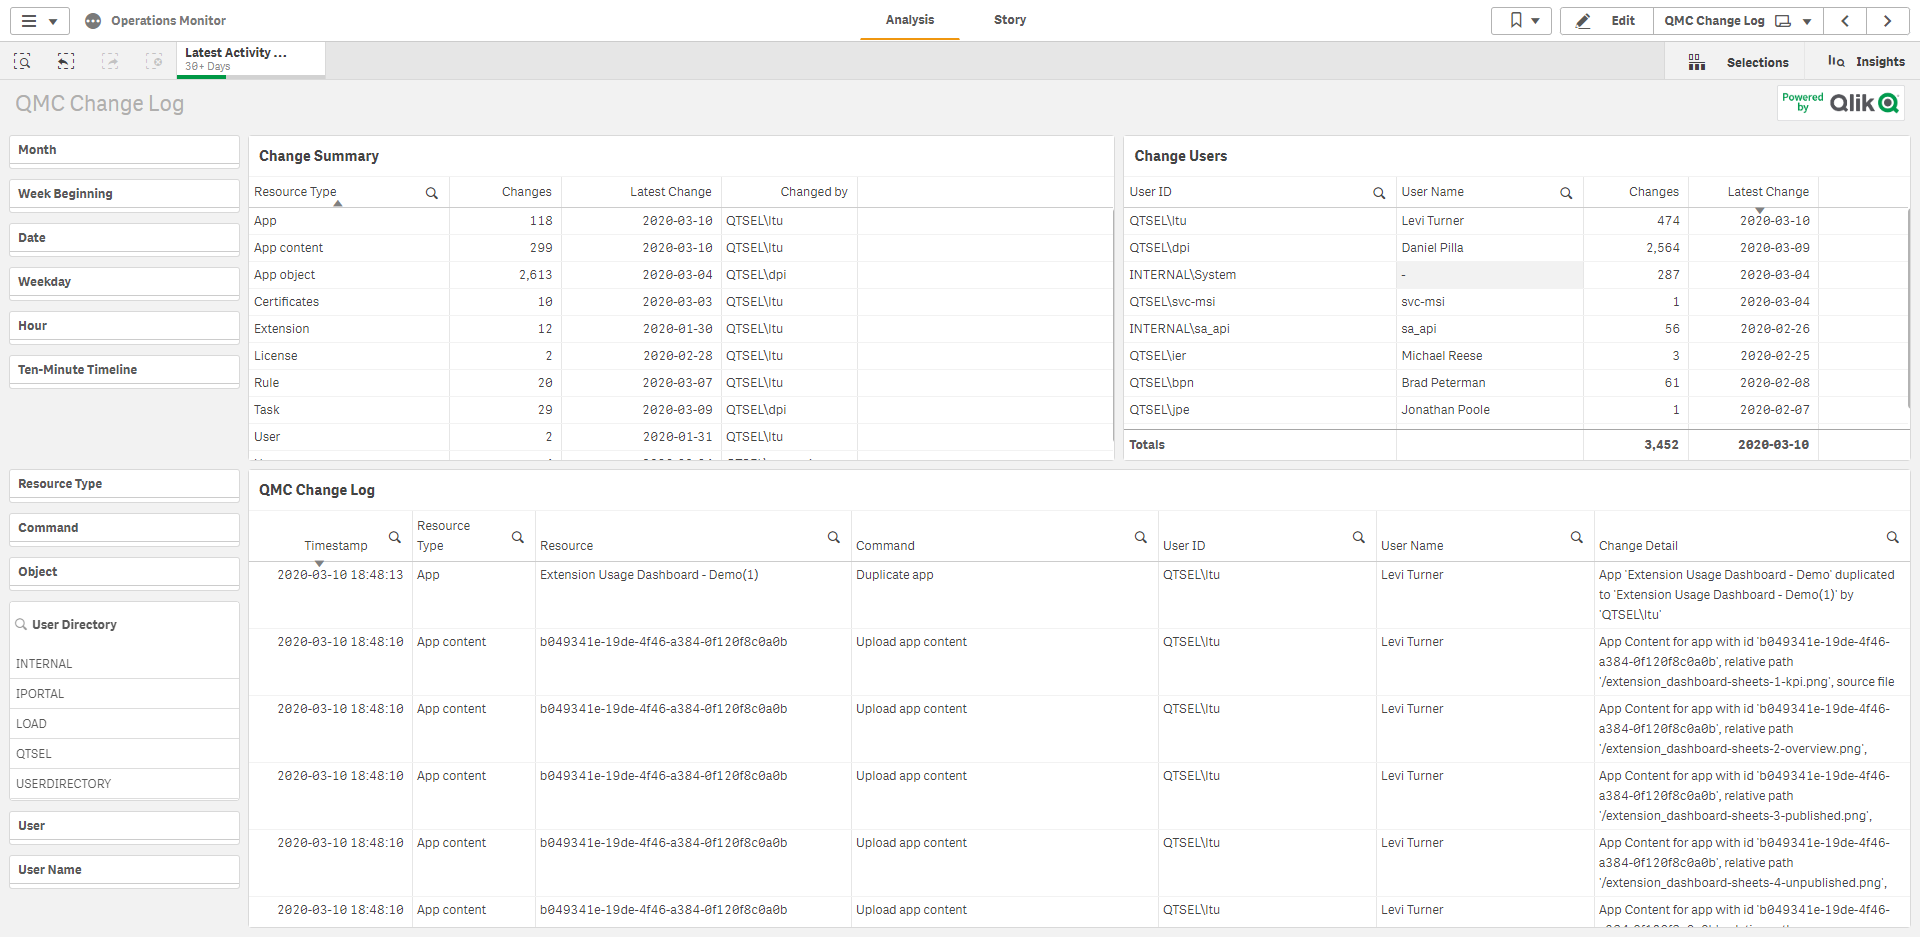 Operations Monitor
Analysis
Story
Edit
QMC Change Log
Latest Activity ...
30+ Days
Selections
Insights
QMC Change Log
Powered by Qlik
Month
Week Beginning
Date
Weekday
Hour
Ten-Minute Timeline
Change Summary
Resource Type Changes Latest Change Changed by
App 118 2020-03-10 QTSEL\ltu
App content 299 2020-03-10 QTSEL\ltu
App object 2,613 2020-03-04 QTSEL\dpi
Certificates 10 2020-03-03 QTSEL\ltu
Extension 12 2020-01-30 QTSEL\ltu
License 2 2020-02-28 QTSEL\ltu
Rule 20 2020-03-07 QTSEL\ltu
Task 29 2020-03-09 QTSEL\dpi
User 2 2020-01-31 QTSEL\ltu
Change Users
User ID User Name Changes Latest Change
QTSEL\ltu Levi Turner 474 2020-03-10
QTSEL\dpi Daniel Pilla 2,564 2020-03-09
INTERNAL\System - 287 2020-03-04
QTSEL\svc-msi svc-msi 1 2020-03-04
INTERNAL\sa_api sa_api 56 2020-02-26
QTSEL\ier Michael Reese 3 2020-02-25
QTSEL\bpn Brad Peterman 61 2020-02-08
QTSEL\jpe Jonathan Poole 1 2020-02-07
Totals 3,452 2020-03-10
Resource Type
Command
Object
User Directory
INTERNAL
IPORTAL
LOAD
QTSEL
USERDIRECTORY
User
User Name
QMC Change Log
Timestamp Resource Type Resource Command User ID User Name Change Detail
2020-03-10 18:48:13 App Extension Usage Dashboard - Demo(1) Duplicate app QTSEL\ltu Levi Turner App 'Extension Usage Dashboard - Demo' duplicated
to 'Extension Usage Dashboard - Demo(1)' by
'QTSEL\ltu'
2020-03-10 18:48:10 App content b049341e-19de-4f46-a384-0f120f8c0a0b Upload app content QTSEL\ltu Levi Turner App Content for app with id 'b049341e-19de-4f46-
a384-0f120f8c0a0b', relative path
'/extension_dashboard-sheets-1-kpi.png', source file
2020-03-10 18:48:10 App content b049341e-19de-4f46-a384-0f120f8c0a0b Upload app content QTSEL\ltu Levi Turner App Content for app with id 'b049341e-19de-4f46-
a384-0f120f8c0a0b', relative path
'/extension_dashboard-sheets-2-overview.png',
2020-03-10 18:48:10 App content b049341e-19de-4f46-a384-0f120f8c0a0b Upload app content QTSEL\ltu Levi Turner App Content for app with id 'b049341e-19de-4f46-
a384-0f120f8c0a0b', relative path
'/extension_dashboard-sheets-3-published.png',
2020-03-10 18:48:10 App content b049341e-19de-4f46-a384-0f120f8c0a0b Upload app content QTSEL\ltu Levi Turner App Content for app with id 'b049341e-19de-4f46-
a384-0f120f8c0a0b', relative path
'/extension_dashboard-sheets-4-unpublished.png',
2020-03-10 18:48:10 App content b049341e-19de-4f46-a384-0f120f8c0a0b Upload app content QTSEL\ltu Levi Turner App Content for app with id 'b049341e-19de-4f46-